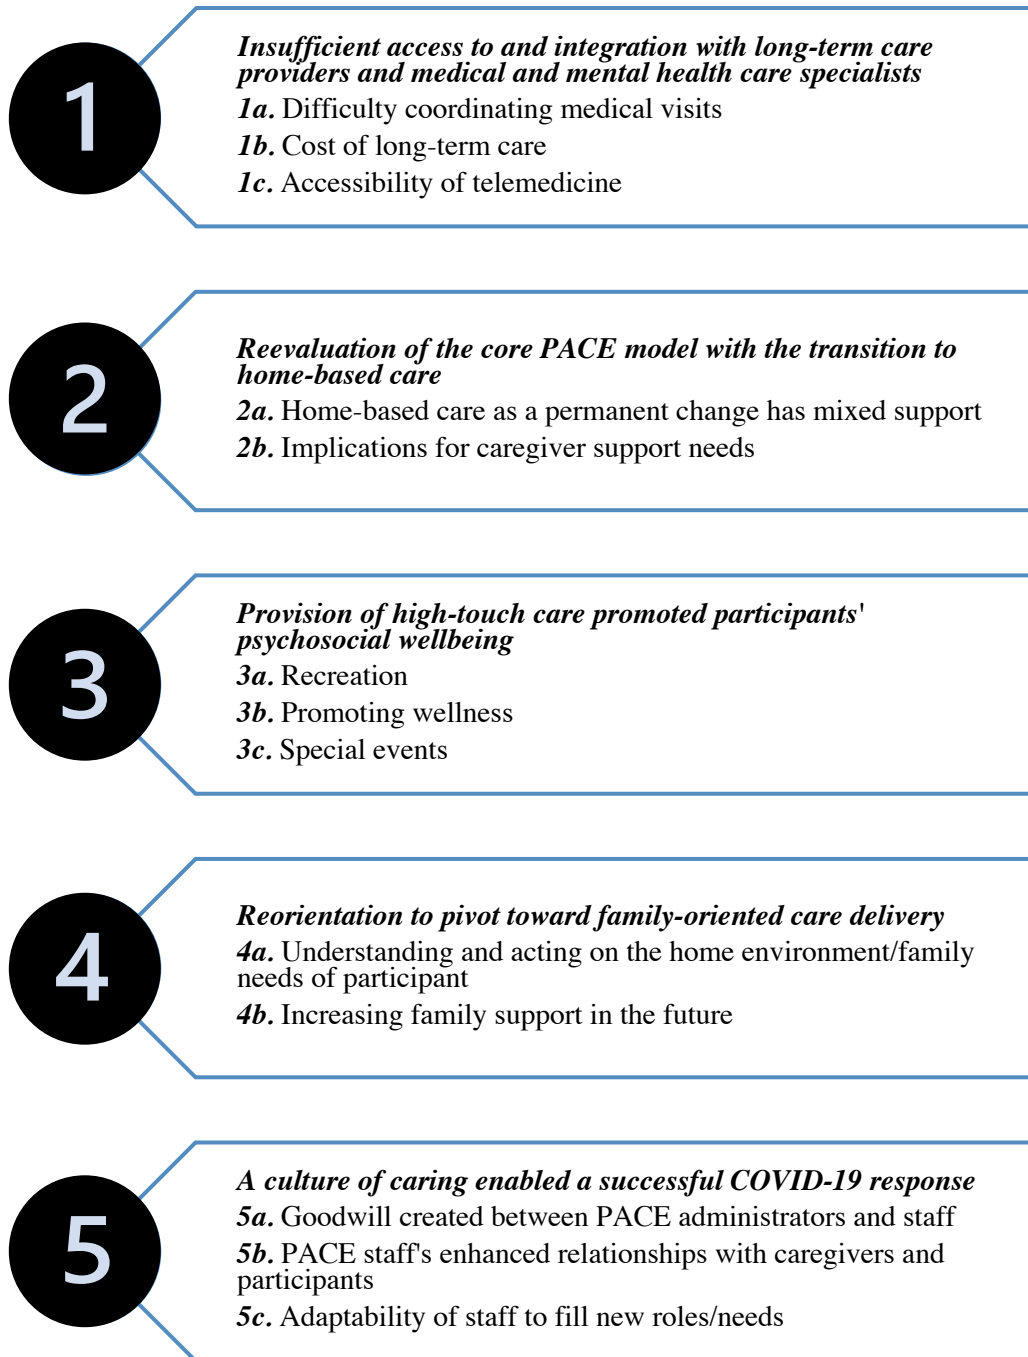 1
Insufficient access to and integration with long-term care
providers and medical and mental health care specialists
1a. Difficulty coordinating medical visits
1b. Cost of long-term care
1c. Accessibility of telemedicine
2
Reevaluation of the core PACE model with the transition to
home-based care
2a. Home-based care as a permanent change has mixed support
2b. Implications for caregiver support needs
3
Provision of high-touch care promoted participants'
psychosocial wellbeing
3a. Recreation
3b. Promoting wellness
3c. Special events
4
Reorientation to pivot toward family-oriented care delivery
4a. Understanding and acting on the home environment/family
needs of participant
4b. Increasing family support in the future
5
A culture of caring enabled a successful COVID-19 response
5a. Goodwill created between PACE administrators and staff
5b. PACE staff's enhanced relationships with caregivers and
participants
5c. Adaptability of staff to fill new roles/needs